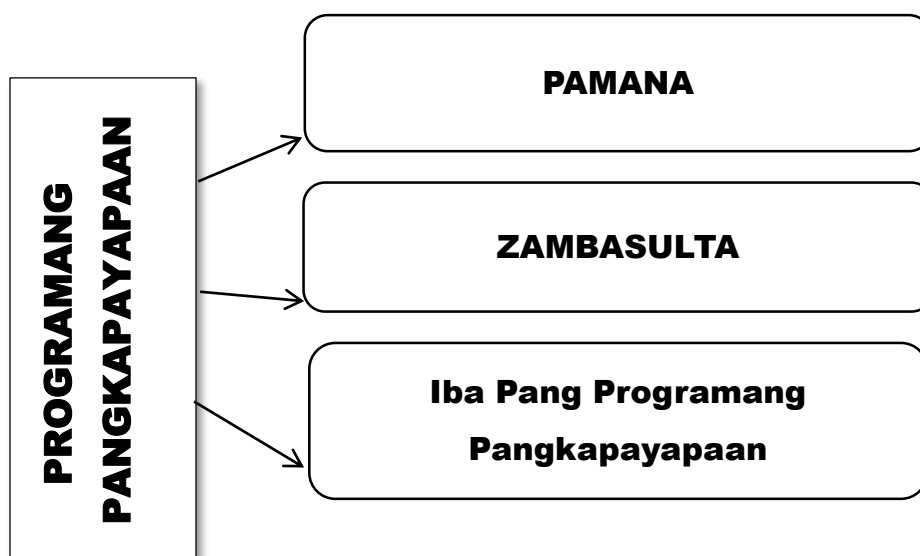 PROGRAMANG
PANGKAPAYAPAAN
PAMANA
ZAMBASULTA
Iba Pang Programang
Pangkapayapaan